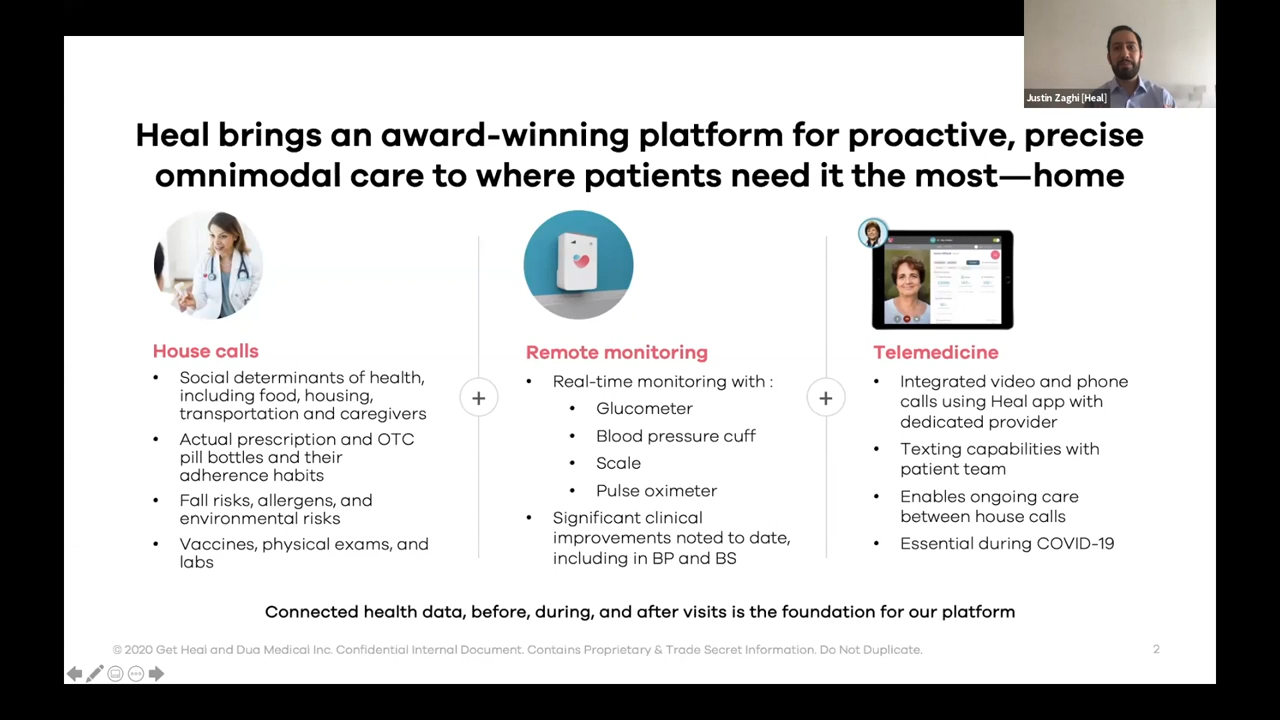 Justin Zaghi [Heal]
Heal brings an award-winning platform for proactive, precise
omnimodal care to where patients need it the most—home
House calls
• Social determinants of health,
including food, housing,
transportation and caregivers
• Actual prescription and OTC
pill bottles and their
adherence habits
• Fall risks, allergens, and
environmental risks
• Vaccines, physical exams, and
labs
+
Remote monitoring
• Real-time monitoring with :
• Glucometer
• Blood pressure cuff
• Scale
• Pulse oximeter
• Significant clinical
improvements noted to date,
including in BP and BS
+
Telemedicine
• Integrated video and phone
calls using Heal app with
dedicated provider
• Texting capabilities with
patient team
• Enables ongoing care
between house calls
• Essential during COVID-19
Connected health data, before, during, and after visits is the foundation for our platform
© 2020 Get Heal and Dua Medical Inc. Confidential Internal Document. Contains Proprietary & Trade Secret Information. Do Not Duplicate.
2